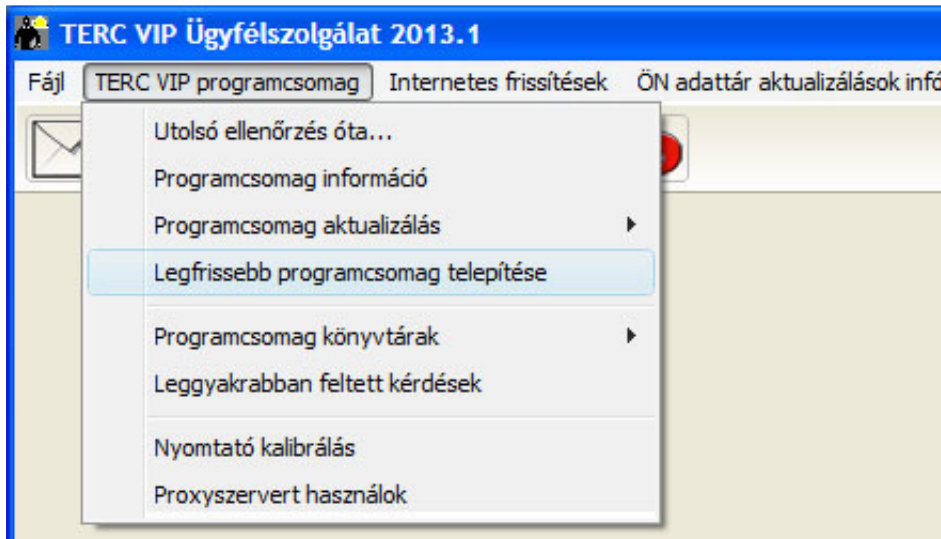 TERC VIP Ügyfélszolgálat 2013.1
Fájl TERC VIP programcsomag Internetes frissítések ÖN adattár aktualizálások infó
Utolsó ellenőrzés óta...
Programcsomag információ
Programcsomag aktualizálás
Legfrissebb programcsomag telepítése
Programcsomag könyvtárak
Leggyakrabban feltett kérdések
Nyomtató kalibrálás
Proxyszervert használok